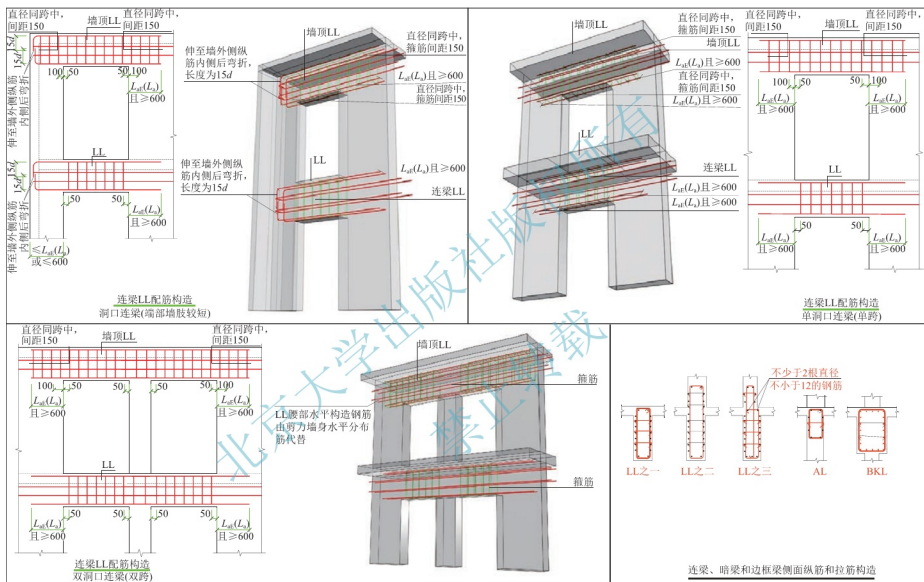 直径同跨中,
间距150
墙顶LL
直径同跨中,
间距150
15d
15d
伸至墙外侧纵筋
内侧后弯折
100
50
50
100
LaE(La)
且≥600
LL
15d
15d
伸至墙外侧纵筋
内侧后弯折
50
50
LaE(La)
且≥600
≤LaE(La)
或≤600
连梁LL配筋构造
洞口连梁(端部墙肢较短)
墙顶LL
直径同跨中,
箍筋间距150
伸至墙外侧纵
筋内侧后弯折,
长度为15d
LaE(La)且≥600
直径同跨中,
箍筋间距150
LL
伸至墙外侧纵
筋内侧后弯折,
长度为15d
LaE(La)且≥600
连梁LL
直径同跨中,
箍筋间距150
墙顶LL
LaE(La)且≥600
直径同跨中,
箍筋间距150
LaE(La)且≥600
LL
连梁LL
LaE(La)且≥600
LaE(La)且≥600
直径同跨中,
间距150
墙顶LL
100
50
50
100
LaE(La)
且≥600
LaE(La)
且≥600
LL
50
50
LaE(La)
且≥600
LaE(La)
且≥600
连梁LL配筋构造
单洞口连梁(单跨)
直径同跨中,
间距150
墙顶LL
直径同跨中,
间距150
100
50
50
50
50
100
LaE(La)
且≥600
LaE(La)
且≥600
LL
50
50
50
LaE(La)
且≥600
LaE(La)
且≥600
连梁LL配筋构造
双洞口连梁(双跨)
墙顶LL
箍筋
LL腰部水平构造钢筋
由剪力墙身水平分布
筋代替
箍筋
不少于2根直径
不小于12的钢筋
LL之一
LL之二
LL之三
AL
BKL
连梁、暗梁和边框梁侧面纵筋和拉筋构造
北京大学出版社版权所有
禁止转载